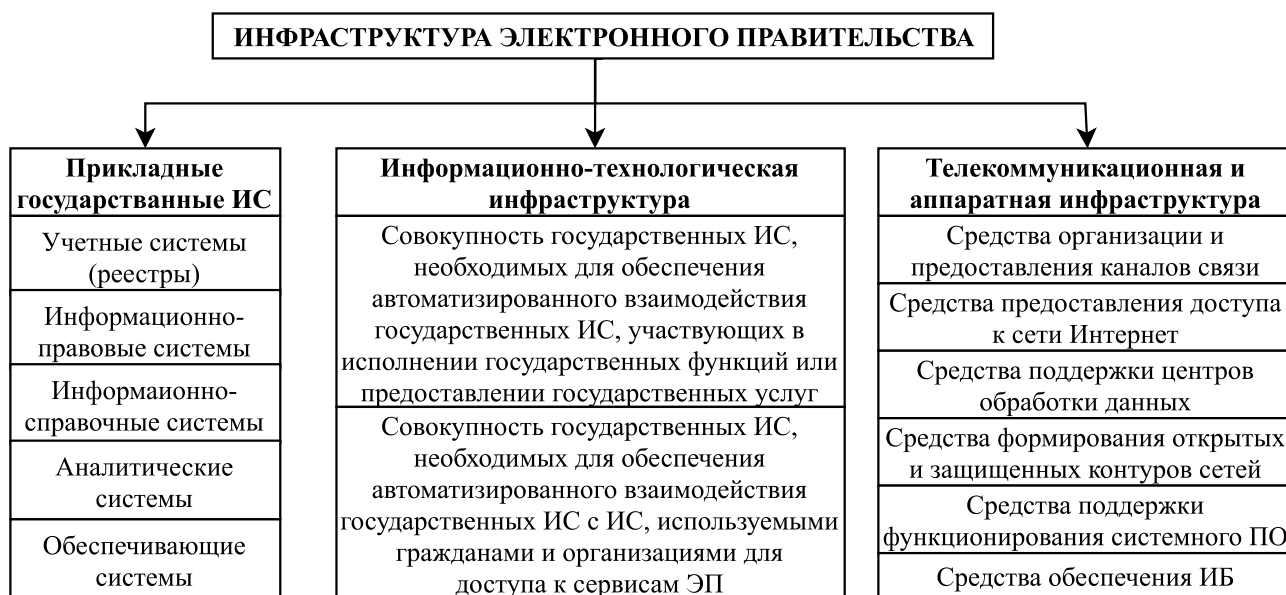 ИНФРАСТРУКТУРА ЭЛЕКТРОННОГО ПРАВИТЕЛЬСТВА
Прикладные
государстванные ИС
Учетные системы
(реестры)
Информационно-
правовые системы
Информаионно-
справочные системы
Аналитические
системы
Обеспечивающие
системы
Информационно-технологическая
инфраструктура
Совокупность государственных ИС,
необходимых для обеспечения
автоматизированного взаимодействия
государственных ИС, участвующих в
исполнении государственных функций или
предоставлении государственных услуг
Совокупность государственных ИС,
необходимых для обеспечения
автоматизированного взаимодействия
государственных ИС с ИС, используемыми
гражданами и организациями для
доступа к сервисам ЭП
Телекоммуникационная и
аппаратная инфраструктура
Средства организации и
предоставления каналов связи
Средства предоставления доступа
к сети Интернет
Средства поддержки центров
обработки данных
Средства формирования открытых
и защищенных контуров сетей
Средства поддержки
функционирования системного ПО
Средства обеспечения ИБ